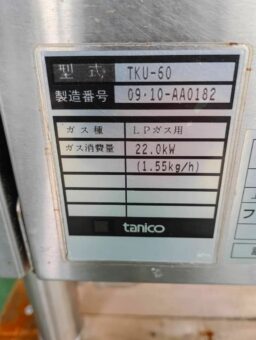 型式 TKU-60
製造番号 09・10-AA0182
ガス種 LPガス用
ガス消費量 22.0kW
(1.55kg/h)
tanico